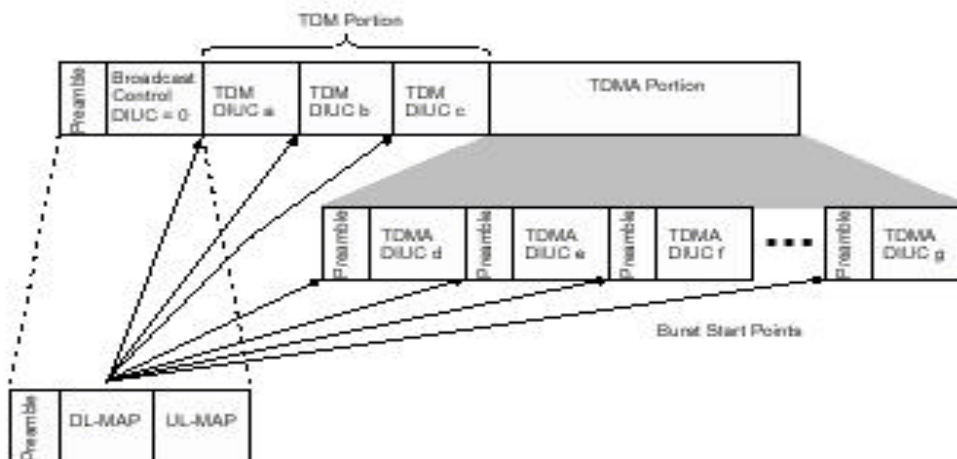 TDM Portion
Preamble
Broadcast
Control
DIUC = 0
TDM
DIUC a
TDM
DIUC b
TDM
DIUC c
TDMA Portion
Preamble
TDMA
DIUC d
Preamble
TDMA
DIUC e
Preamble
TDMA
DIUC f
Preamble
TDMA
DIUC g
Burst Start Points
Preamble
DL-MAP
UL-MAP